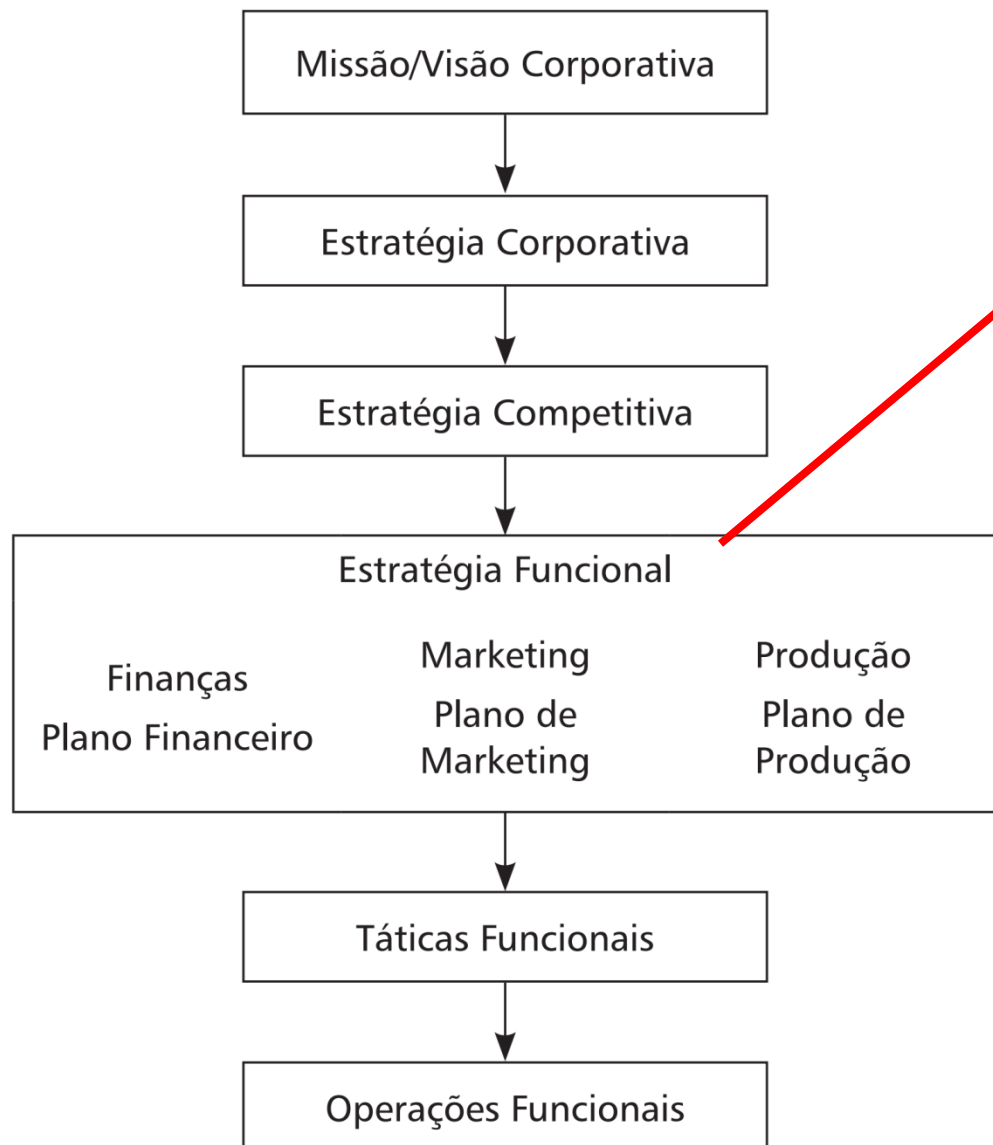 Missão/Visão Corporativa
Estratégia Corporativa
Estratégia Competitiva
Estratégia Funcional
Finanças
Plano Financeiro
Marketing
Plano de
Marketing
Produção
Plano de
Produção
Táticas Funcionais
Operações Funcionais